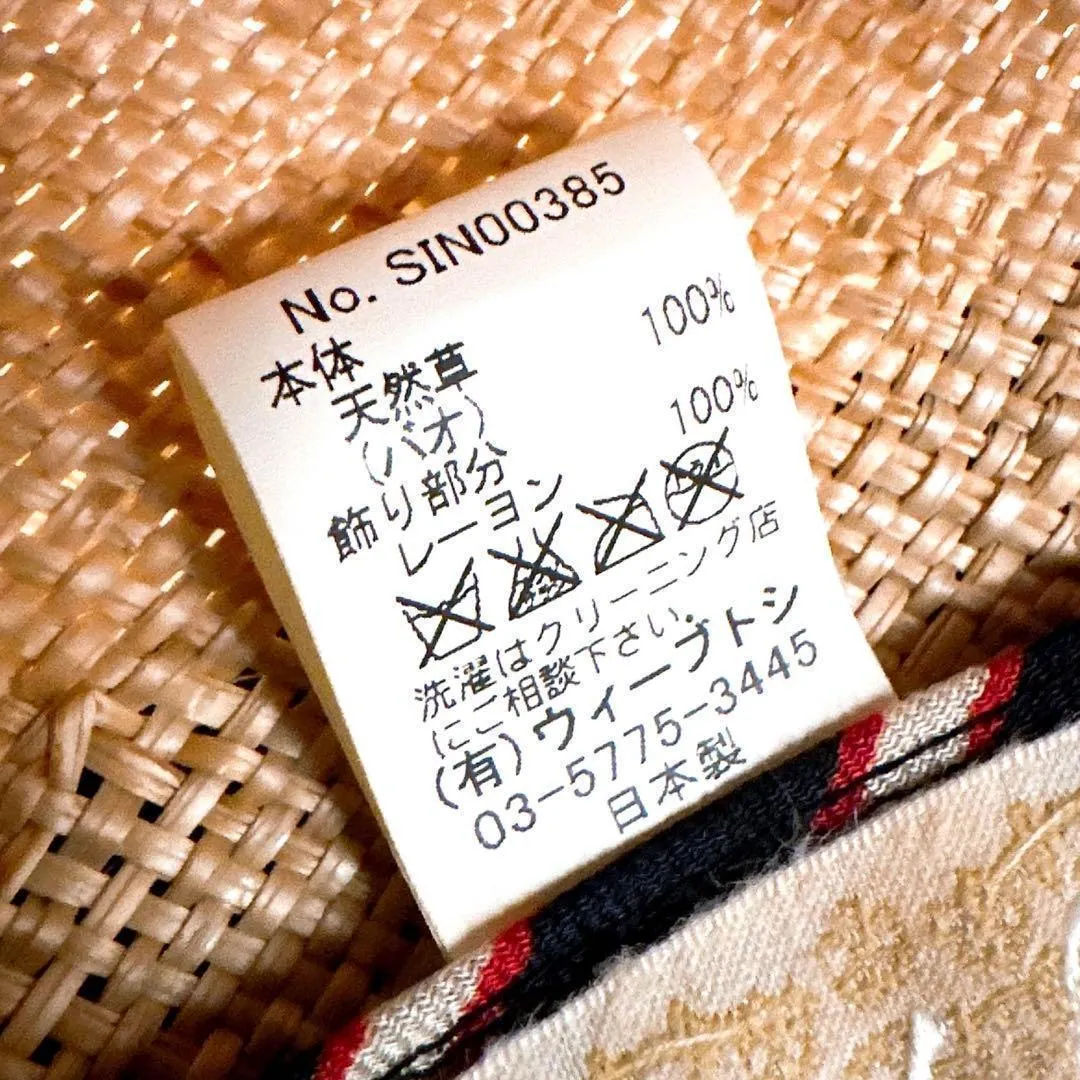 No. SIN00385
本体
天然草 100%
(バオ)
飾り部分
レーヨン 100%
洗濯はクリーニング店
にご相談下さい。
(有)ウィーブトシ
03-5775-3445
日本製